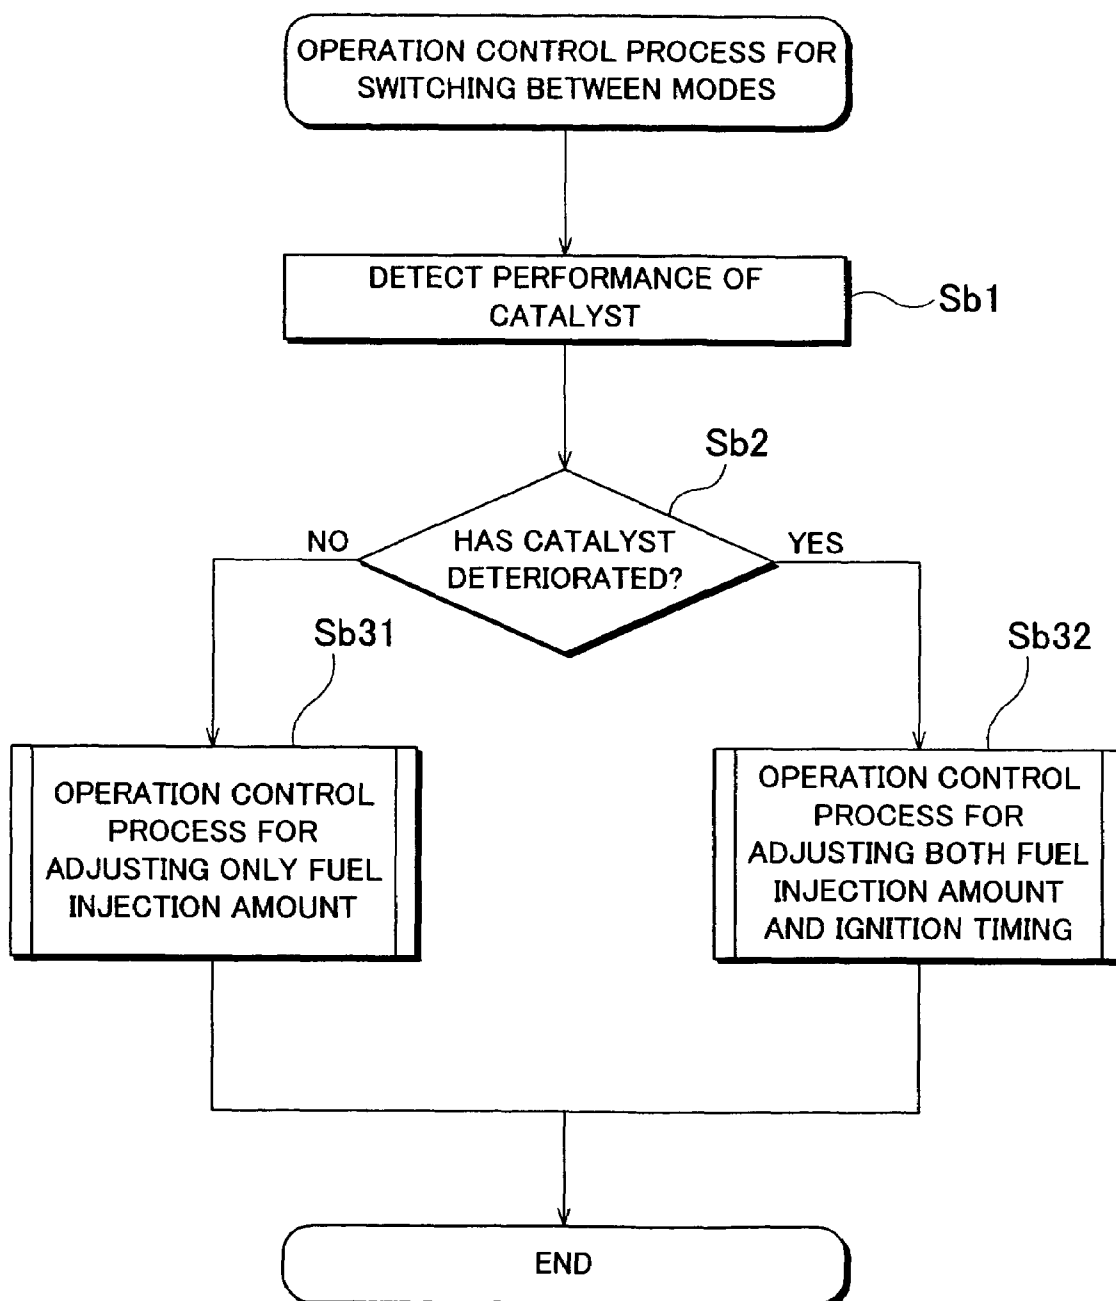 OPERATION CONTROL PROCESS FOR
SWITCHING BETWEEN MODES
DETECT PERFORMANCE OF
CATALYST
Sb1
Sb2
HAS CATALYST
DETERIORATED?
NO
YES
Sb31
Sb32
OPERATION CONTROL
PROCESS FOR
ADJUSTING ONLY FUEL
INJECTION AMOUNT
OPERATION CONTROL
PROCESS FOR
ADJUSTING BOTH FUEL
INJECTION AMOUNT
AND IGNITION TIMING
END